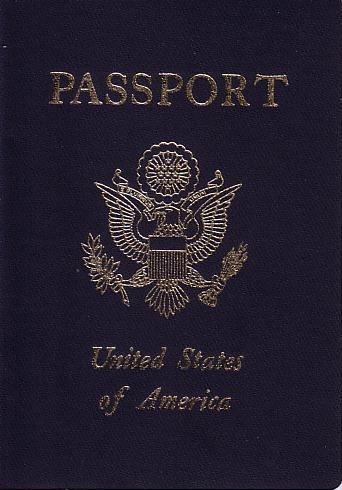 PASSPORT
United States
of America